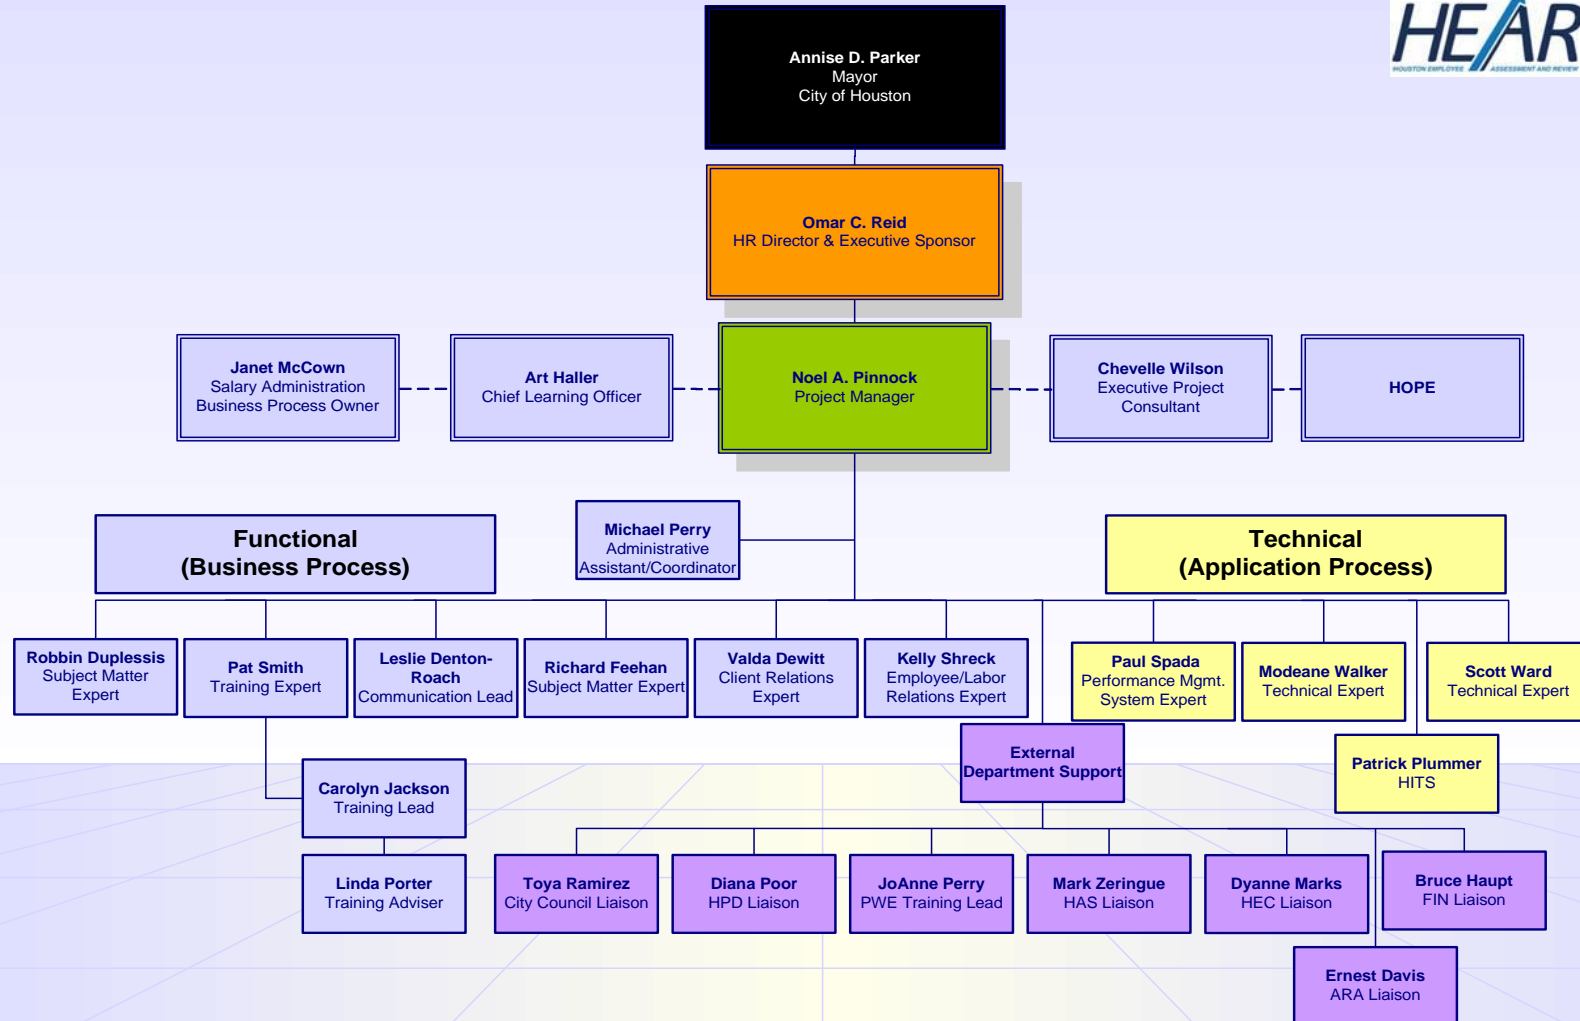 HEAR
HOUSTON EMPLOYEE ASSESSMENT AND REVIEW
Annise D. Parker
Mayor
City of Houston
Omar C. Reid
HR Director & Executive Sponsor
Janet McCown
Salary Administration
Business Process Owner
Art Haller
Chief Learning Officer
Noel A. Pinnock
Project Manager
Chevelle Wilson
Executive Project
Consultant
HOPE
Functional
(Business Process)
Michael Perry
Administrative
Assistant/Coordinator
Technical
(Application Process)
Robbin Duplessis
Subject Matter
Expert
Pat Smith
Training Expert
Leslie Denton-
Roach
Communication Lead
Richard Feehan
Subject Matter Expert
Valda Dewitt
Client Relations
Expert
Kelly Shreck
Employee/Labor
Relations Expert
Paul Spada
Performance Mgmt.
System Expert
Modeane Walker
Technical Expert
Scott Ward
Technical Expert
External
Department Support
Patrick Plummer
HITS
Carolyn Jackson
Training Lead
Linda Porter
Training Adviser
Toya Ramirez
City Council Liaison
Diana Poor
HPD Liaison
JoAnne Perry
PWE Training Lead
Mark Zeringue
HAS Liaison
Dyanne Marks
HEC Liaison
Bruce Haupt
FIN Liaison
Ernest Davis
ARA Liaison